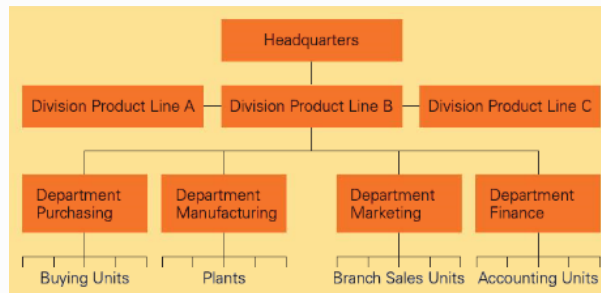 Headquarters
Division Product Line A
Division Product Line B
Division Product Line C
Department
Purchasing
Department
Manufacturing
Department
Marketing
Department
Finance
Buying Units
Plants
Branch Sales Units
Accounting Units